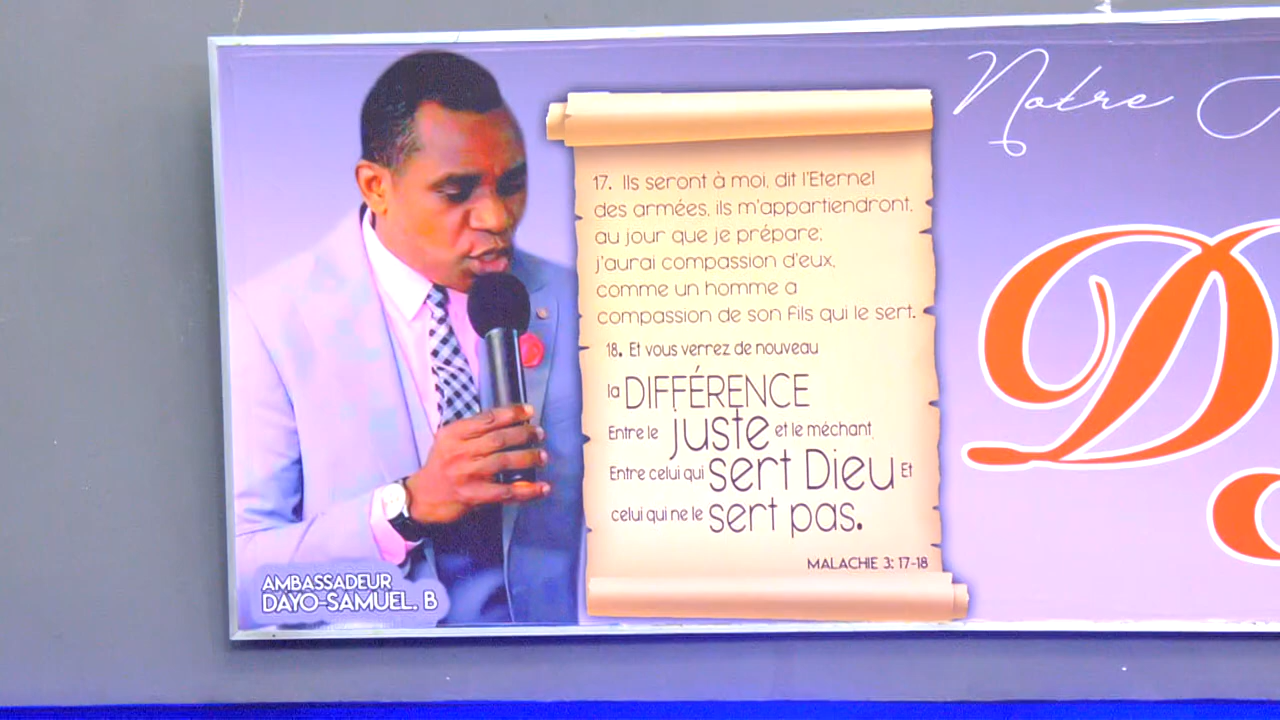 Notre
17. Ils seront à moi, dit l'Eternel
des armées, ils m'appartiendront,
au jour que je prépare;
j'aurai compassion d'eux,
comme un homme a
compassion de son fils qui le sert.
18. Et vous verrez de nouveau
la DIFFÉRENCE
Entre le juste et le méchant,
Entre celui qui sert Dieu Et
celui qui ne le sert pas.
MALACHIE 3: 17-18
AMBASSADEUR
DAYO-SAMUEL. B
D